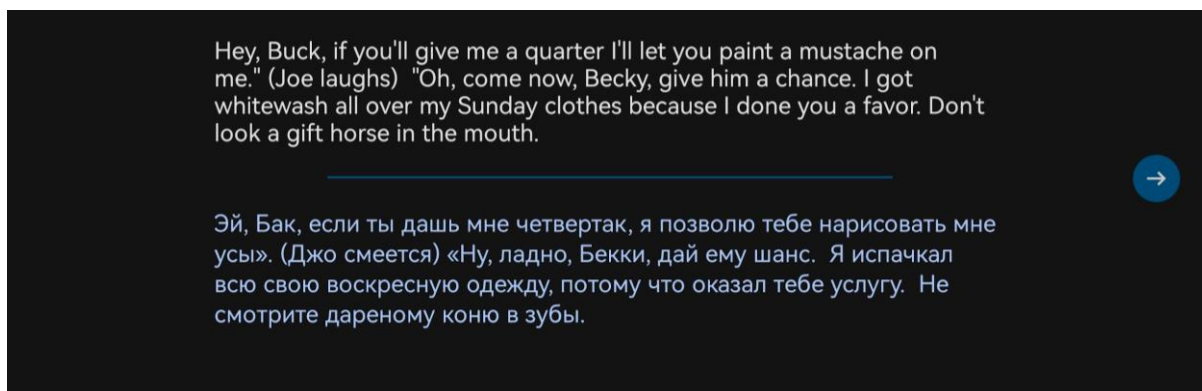 Hey, Buck, if you'll give me a quarter I'll let you paint a mustache on
me." (Joe laughs)  "Oh, come now, Becky, give him a chance. I got
whitewash all over my Sunday clothes because I done you a favor. Don't
look a gift horse in the mouth.
Эй, Бак, если ты дашь мне четвертак, я позволю тебе нарисовать мне
усы». (Джо смеется) «Ну, ладно, Бекки, дай ему шанс.  Я испачкал
всю свою воскресную одежду, потому что оказал тебе услугу.  Не
смотрите дареному коню в зубы.